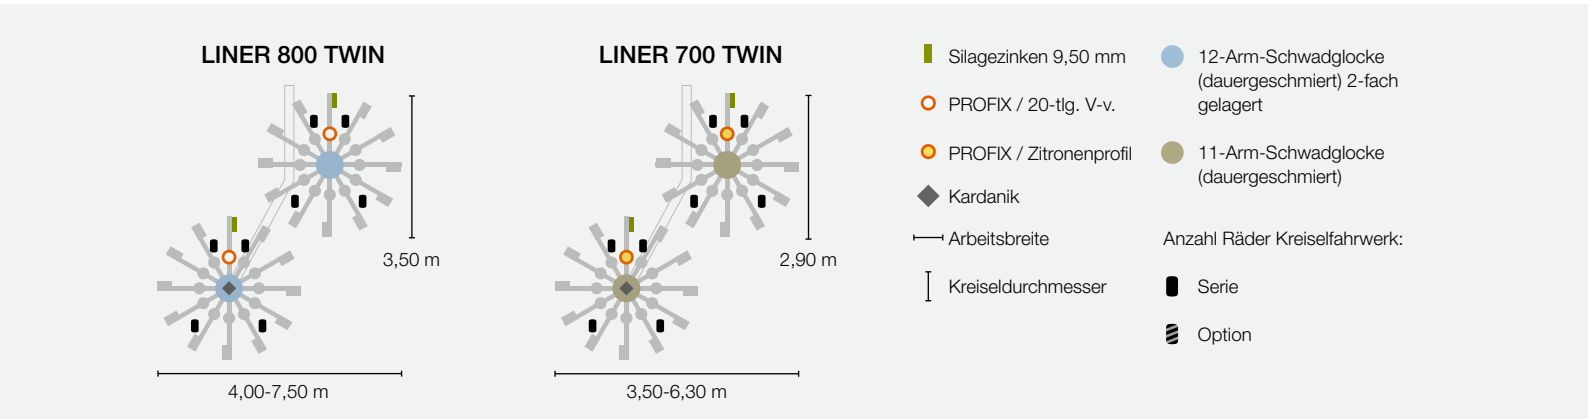 LINER 800 TWIN
3,50 m
4,00-7,50 m
LINER 700 TWIN
2,90 m
3,50-6,30 m
Silagezinken 9,50 mm
PROFIX / 20-tlg. V-v.
PROFIX / Zitronenprofil
Kardanik
Arbeitsbreite
Kreiseldurchmesser
12-Arm-Schwadglocke
(dauergeschmiert) 2-fach
gelagert
11-Arm-Schwadglocke
(dauergeschmiert)
Anzahl Räder Kreiselfahrwerk:
Serie
Option